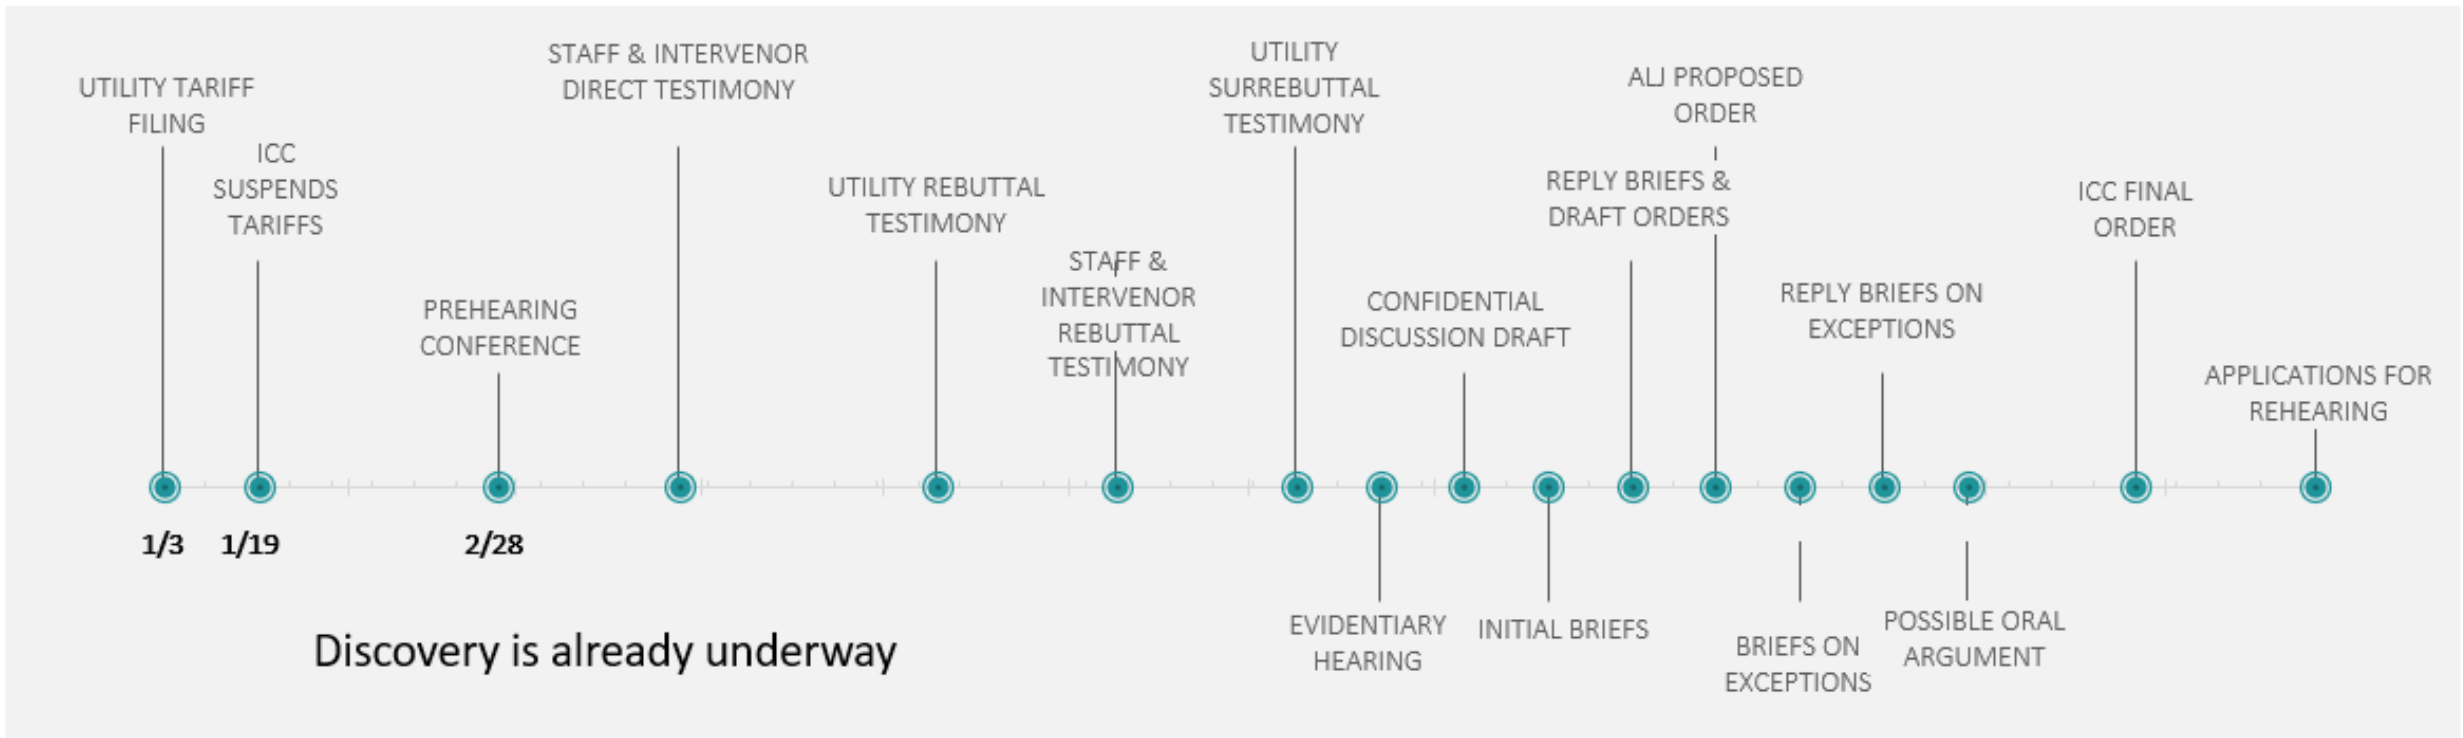 UTILITY TARIFF
FILING
ICC
SUSPENDS
TARIFFS
PREHEARING
CONFERENCE
STAFF & INTERVENOR
DIRECT TESTIMONY
UTILITY REBUTTAL
TESTIMONY
STAFF &
INTERVENOR
REBUTTAL
TESTIMONY
UTILITY
SURREBUTTAL
TESTIMONY
EVIDENTIARY
HEARING
CONFIDENTIAL
DISCUSSION DRAFT
INITIAL BRIEFS
REPLY BRIEFS &
DRAFT ORDERS
ALJ PROPOSED
ORDER
BRIEFS ON
EXCEPTIONS
REPLY BRIEFS ON
EXCEPTIONS
POSSIBLE ORAL
ARGUMENT
ICC FINAL
ORDER
APPLICATIONS FOR
REHEARING
1/3
1/19
2/28
Discovery is already underway